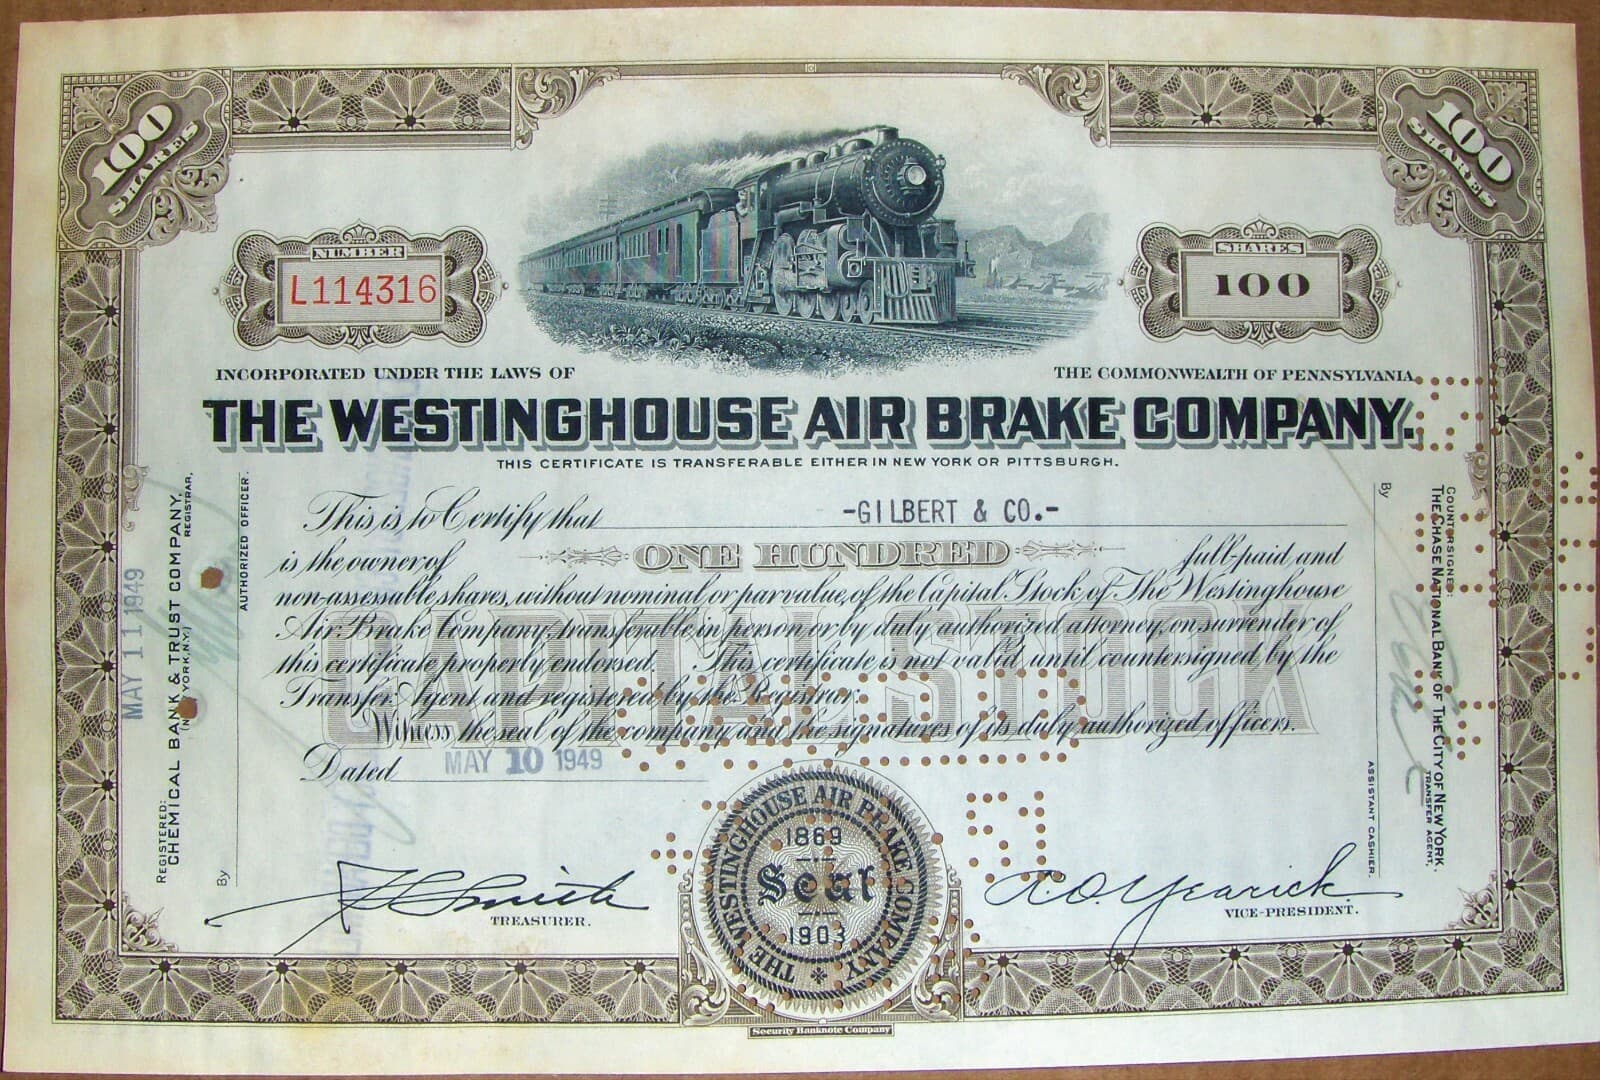 100 SHARES
100 SHARES
NUMBER
L114316
SHARES
100
INCORPORATED UNDER THE LAWS OF
THE COMMONWEALTH OF PENNSYLVANIA
THE WESTINGHOUSE AIR BRAKE COMPANY.
THIS CERTIFICATE IS TRANSFERABLE EITHER IN NEW YORK OR PITTSBURGH.
This is to Certify that -GILBERT & CO.-
is the owner of ONE HUNDRED full-paid and
non-assessable shares, without nominal or par value, of the Capital Stock of The Westinghouse
Air Brake Company, transferable in person or by duly authorized attorney, on surrender of
this certificate properly endorsed. This certificate is not valid until countersigned by the
Transfer Agent and registered by the Registrar.
Witness the seal of the company and the signatures of its duly authorized officers.
CAPITAL STOCK
Dated MAY 10 1949
F C Smith
TREASURER.
THE WESTINGHOUSE AIR BRAKE COMPANY
1869
Seal
1903
A.O. Yearick
VICE-PRESIDENT.
Security Banknote Company
MAY 11 1949
REGISTERED:
CHEMICAL BANK & TRUST COMPANY,
(NEW YORK, N.Y.) REGISTRAR,
By
AUTHORIZED OFFICER.
COUNTERSIGNED:
THE CHASE NATIONAL BANK OF THE CITY OF NEW YORK,
TRANSFER AGENT,
By
ASSISTANT CASHIER.